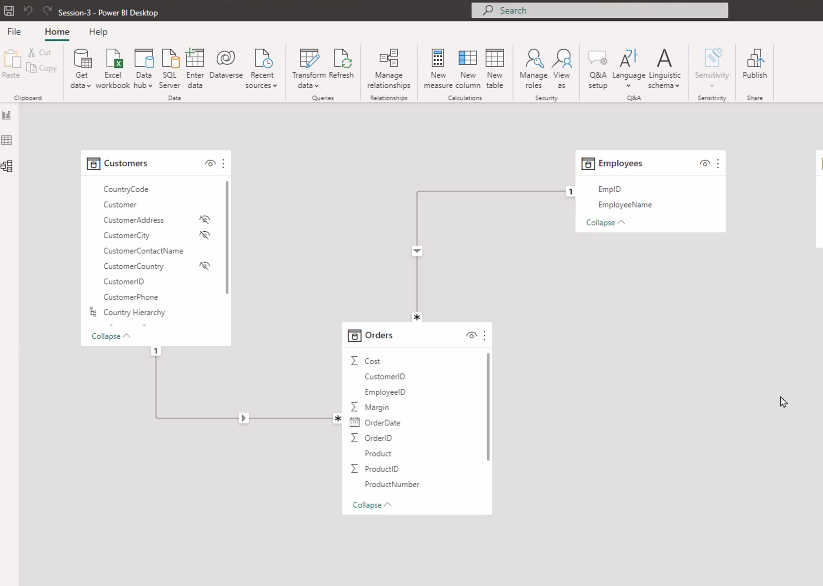 Session-3 - Power BI Desktop
Search
File Home Help
Cut
Copy
Paste
Clipboard
Get data
Excel workbook
Data hub
SQL Server
Enter data
Dataverse
Recent sources
Data
Transform data
Refresh
Queries
Manage relationships
Relationships
New measure
New column
New table
Calculations
Manage roles
View as
Security
Q&A setup
Language
Linguistic schema
Q&A
Sensitivity
Sensitivity
Publish
Share
Customers
CountryCode
Customer
CustomerAddress
CustomerCity
CustomerContactName
CustomerCountry
CustomerID
CustomerPhone
Country Hierarchy
Collapse
1
Employees
EmpID
EmployeeName
Collapse
1
*
Orders
Cost
CustomerID
EmployeeID
Margin
OrderDate
OrderID
Product
ProductID
ProductNumber
Collapse
*